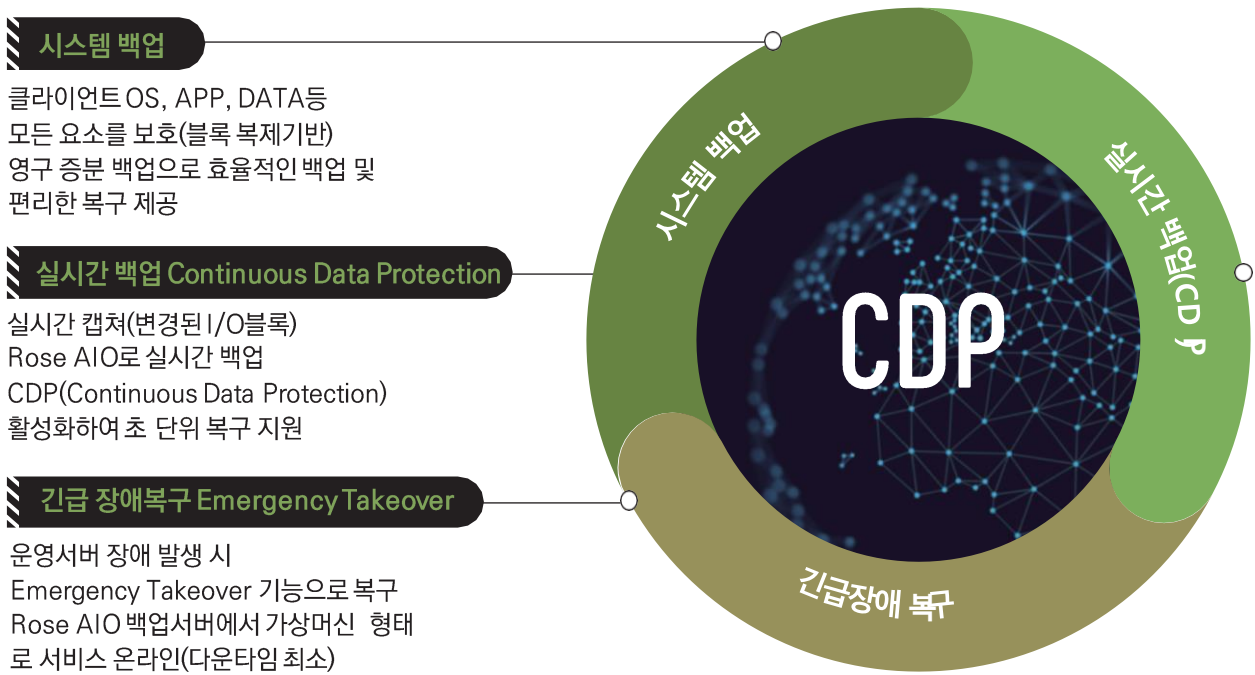 시스템 백업
클라이언트 OS, APP, DATA등
모든 요소를 보호(블록 복제기반)
영구 증분 백업으로 효율적인 백업 및
편리한 복구 제공
실시간 백업 Continuous Data Protection
실시간 캡쳐(변경된 I/O블록)
Rose AIO로 실시간 백업
CDP(Continuous Data Protection)
활성화하여 초 단위 복구 지원
긴급 장애복구 Emergency Takeover
운영서버 장애 발생 시
Emergency Takeover 기능으로 복구
Rose AIO 백업서버에서 가상머신 형태
로 서비스 온라인(다운타임 최소)
시스템 백업
실시간 백업(CDP)
CDP
긴급장애 복구